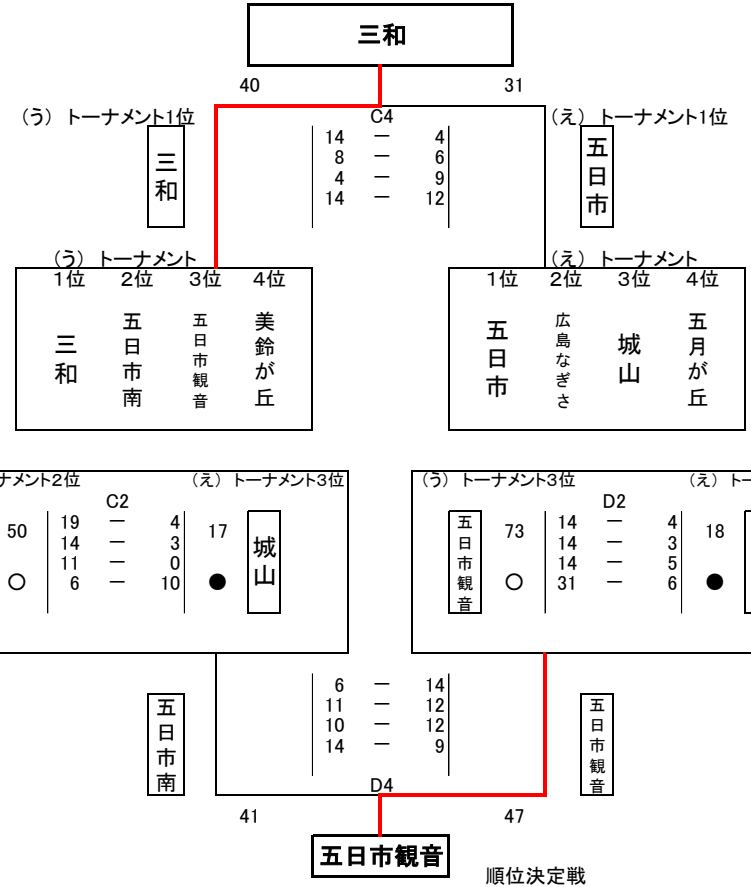 三和
40 31
(う) トーナメント1位 C4 (え) トーナメント1位
三和
14 ー 4
8 ー 6
4 ー 9
14 ー 12
五日市
(う) トーナメント
1位 2位 3位 4位
三和 五日市南 五日市観音 美鈴が丘
(え) トーナメント
1位 2位 3位 4位
五日市 広島なぎさ 城山 五月が丘
ナメント2位 (え) トーナメント3位
C2
50 17
19 ー 4
14 ー 3
11 ー 0
6 ー 10
○ ●
城山
(う) トーナメント3位 (え) トー
D2
五日市観音
73 18
14 ー 4
14 ー 3
14 ー 5
31 ー 6
○ ●
五日市南
6 ー 14
11 ー 12
10 ー 12
14 ー 9
五日市観音
D4
41 47
五日市観音
順位決定戦